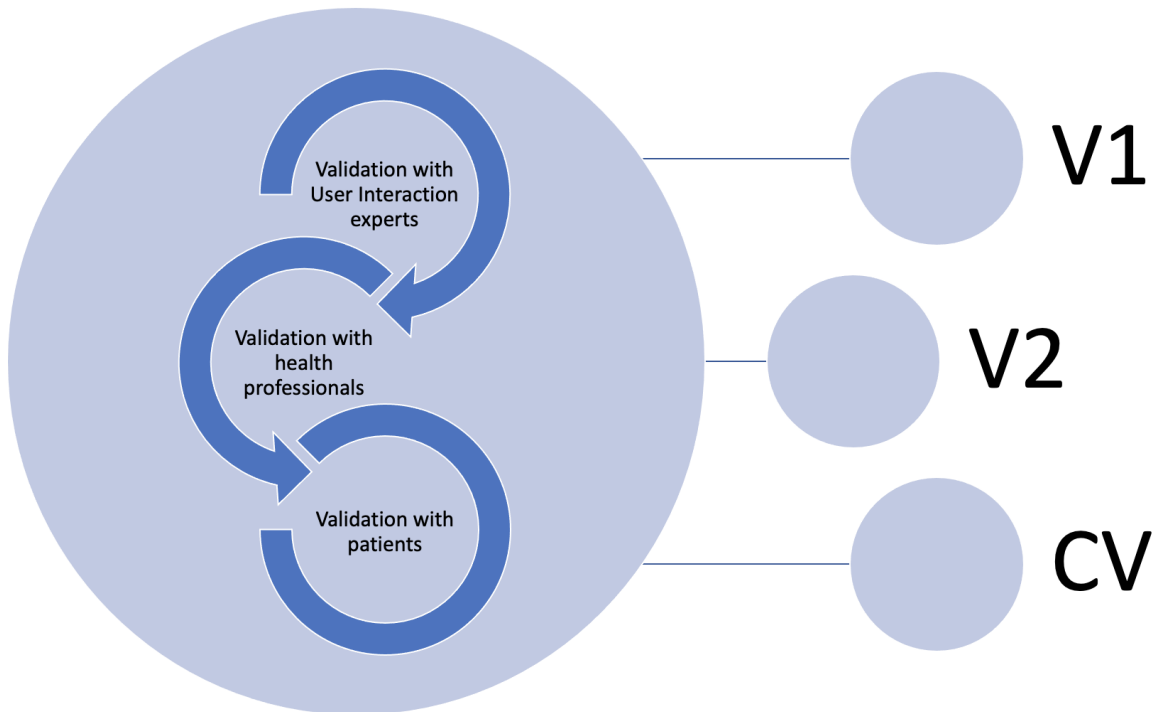 Validation with
User Interaction
experts
Validation with
health
professionals
Validation with
patients
V1
V2
CV